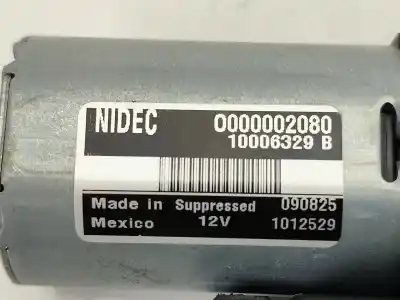 NIDEC 0000002080
10006329 B
Made in Suppressed 090825
Mexico 12V 1012529